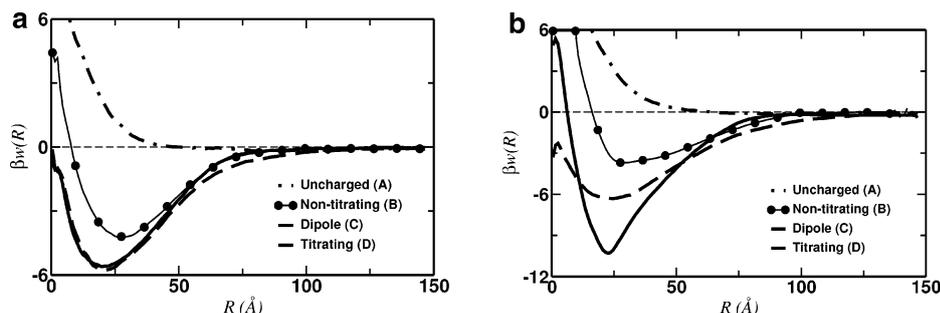 a
6
0
-6
βw(R)
0 50 100 150
R (Å)
Uncharged (A)
Non-titrating (B)
Dipole (C)
Titrating (D)
b
6
0
-6
-12
βw(R)
0 50 100 150
R (Å)
Uncharged (A)
Non-titrating (B)
Dipole (C)
Titrating (D)